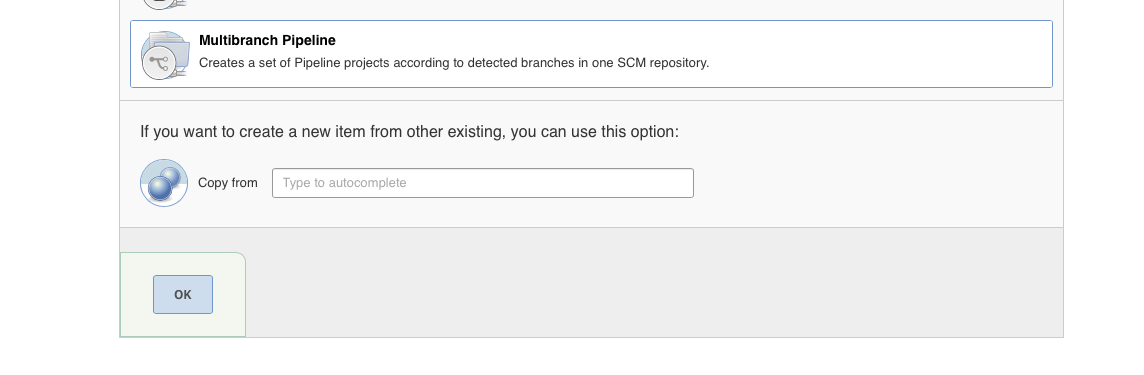 Multibranch Pipeline
Creates a set of Pipeline projects according to detected branches in one SCM repository.
If you want to create a new item from other existing, you can use this option:
Copy from
Type to autocomplete
OK